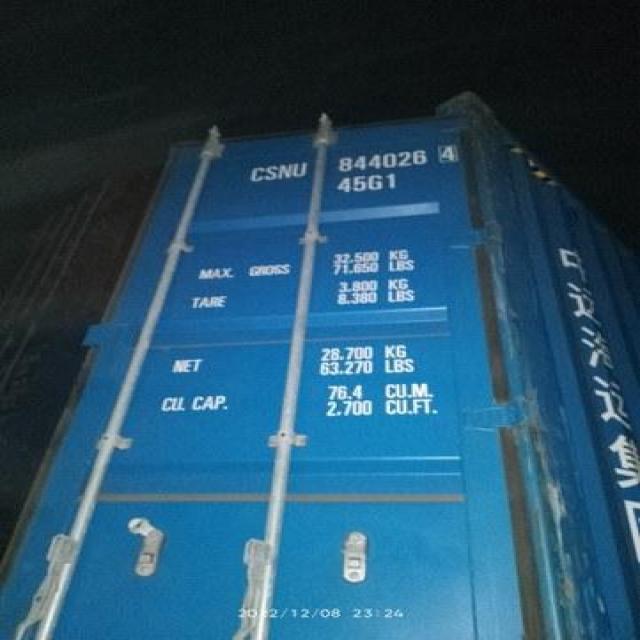 CSNU 844026 4
45G1
MAX. GROSS 32.500 KG
71.650 LBS
TARE 3.800 KG
8.380 LBS
NET 28.700 KG
63.270 LBS
CU. CAP. 76.4 CU.M.
2.700 CU.FT.
2022/12/08 23:24